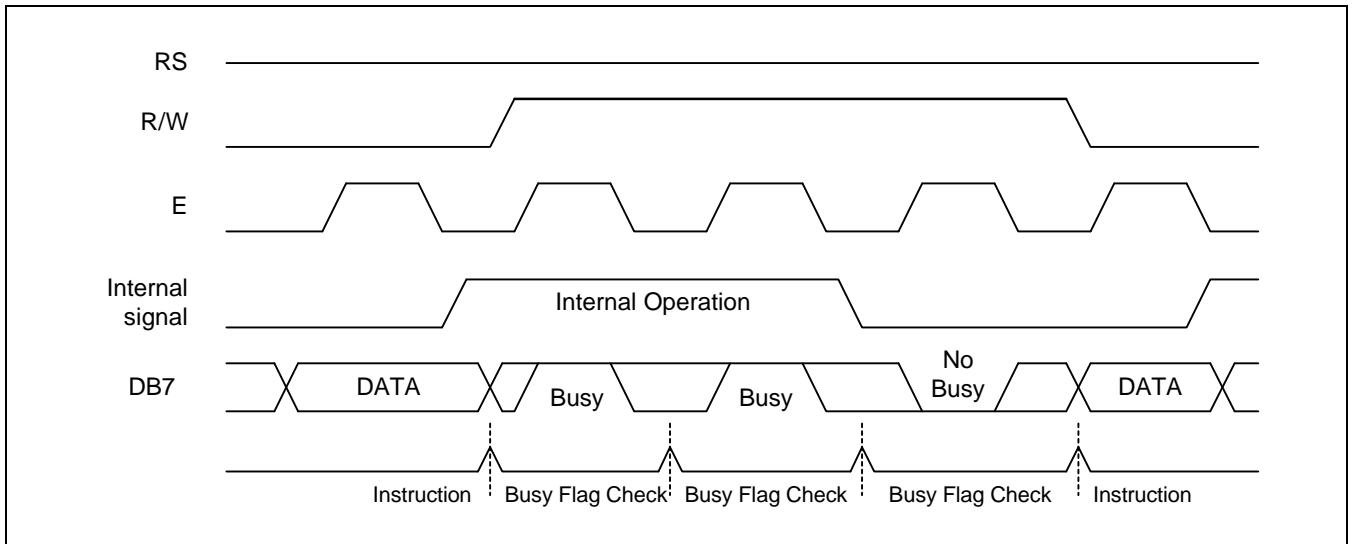 RS
R/W
E
Internal
signal
Internal Operation
DB7
DATA
Busy
Busy
No
Busy
DATA
Instruction
Busy Flag Check
Busy Flag Check
Busy Flag Check
Instruction